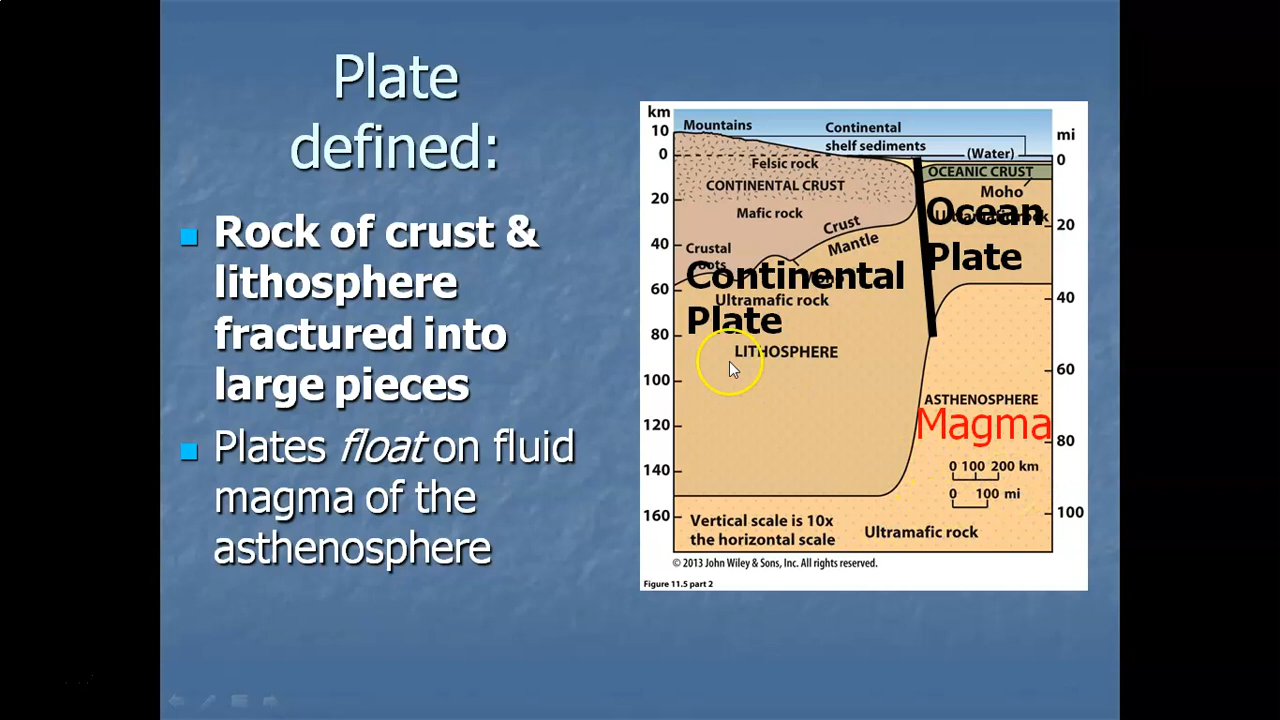 Plate
defined:
Rock of crust &
lithosphere
fractured into
large pieces
Plates float on fluid
magma of the
asthenosphere
km
10
0
20
40
60
80
100
120
140
160
Mountains
Continental
shelf sediments
(Water)
Felsic rock
CONTINENTAL CRUST
Mafic rock
Crustal
Crust
Mantle
Continental
Plate
Ultramafic rock
LITHOSPHERE
OCEANIC CRUST
Moho
Ocean
Plate
ASTHENOSPHERE
Magma
0 100 200 km
0 100 mi
Vertical scale is 10x
the horizontal scale
Ultramafic rock
mi
0
20
40
60
80
100
© 2013 John Wiley & Sons, Inc. All rights reserved.
Figure 11.5 part 2